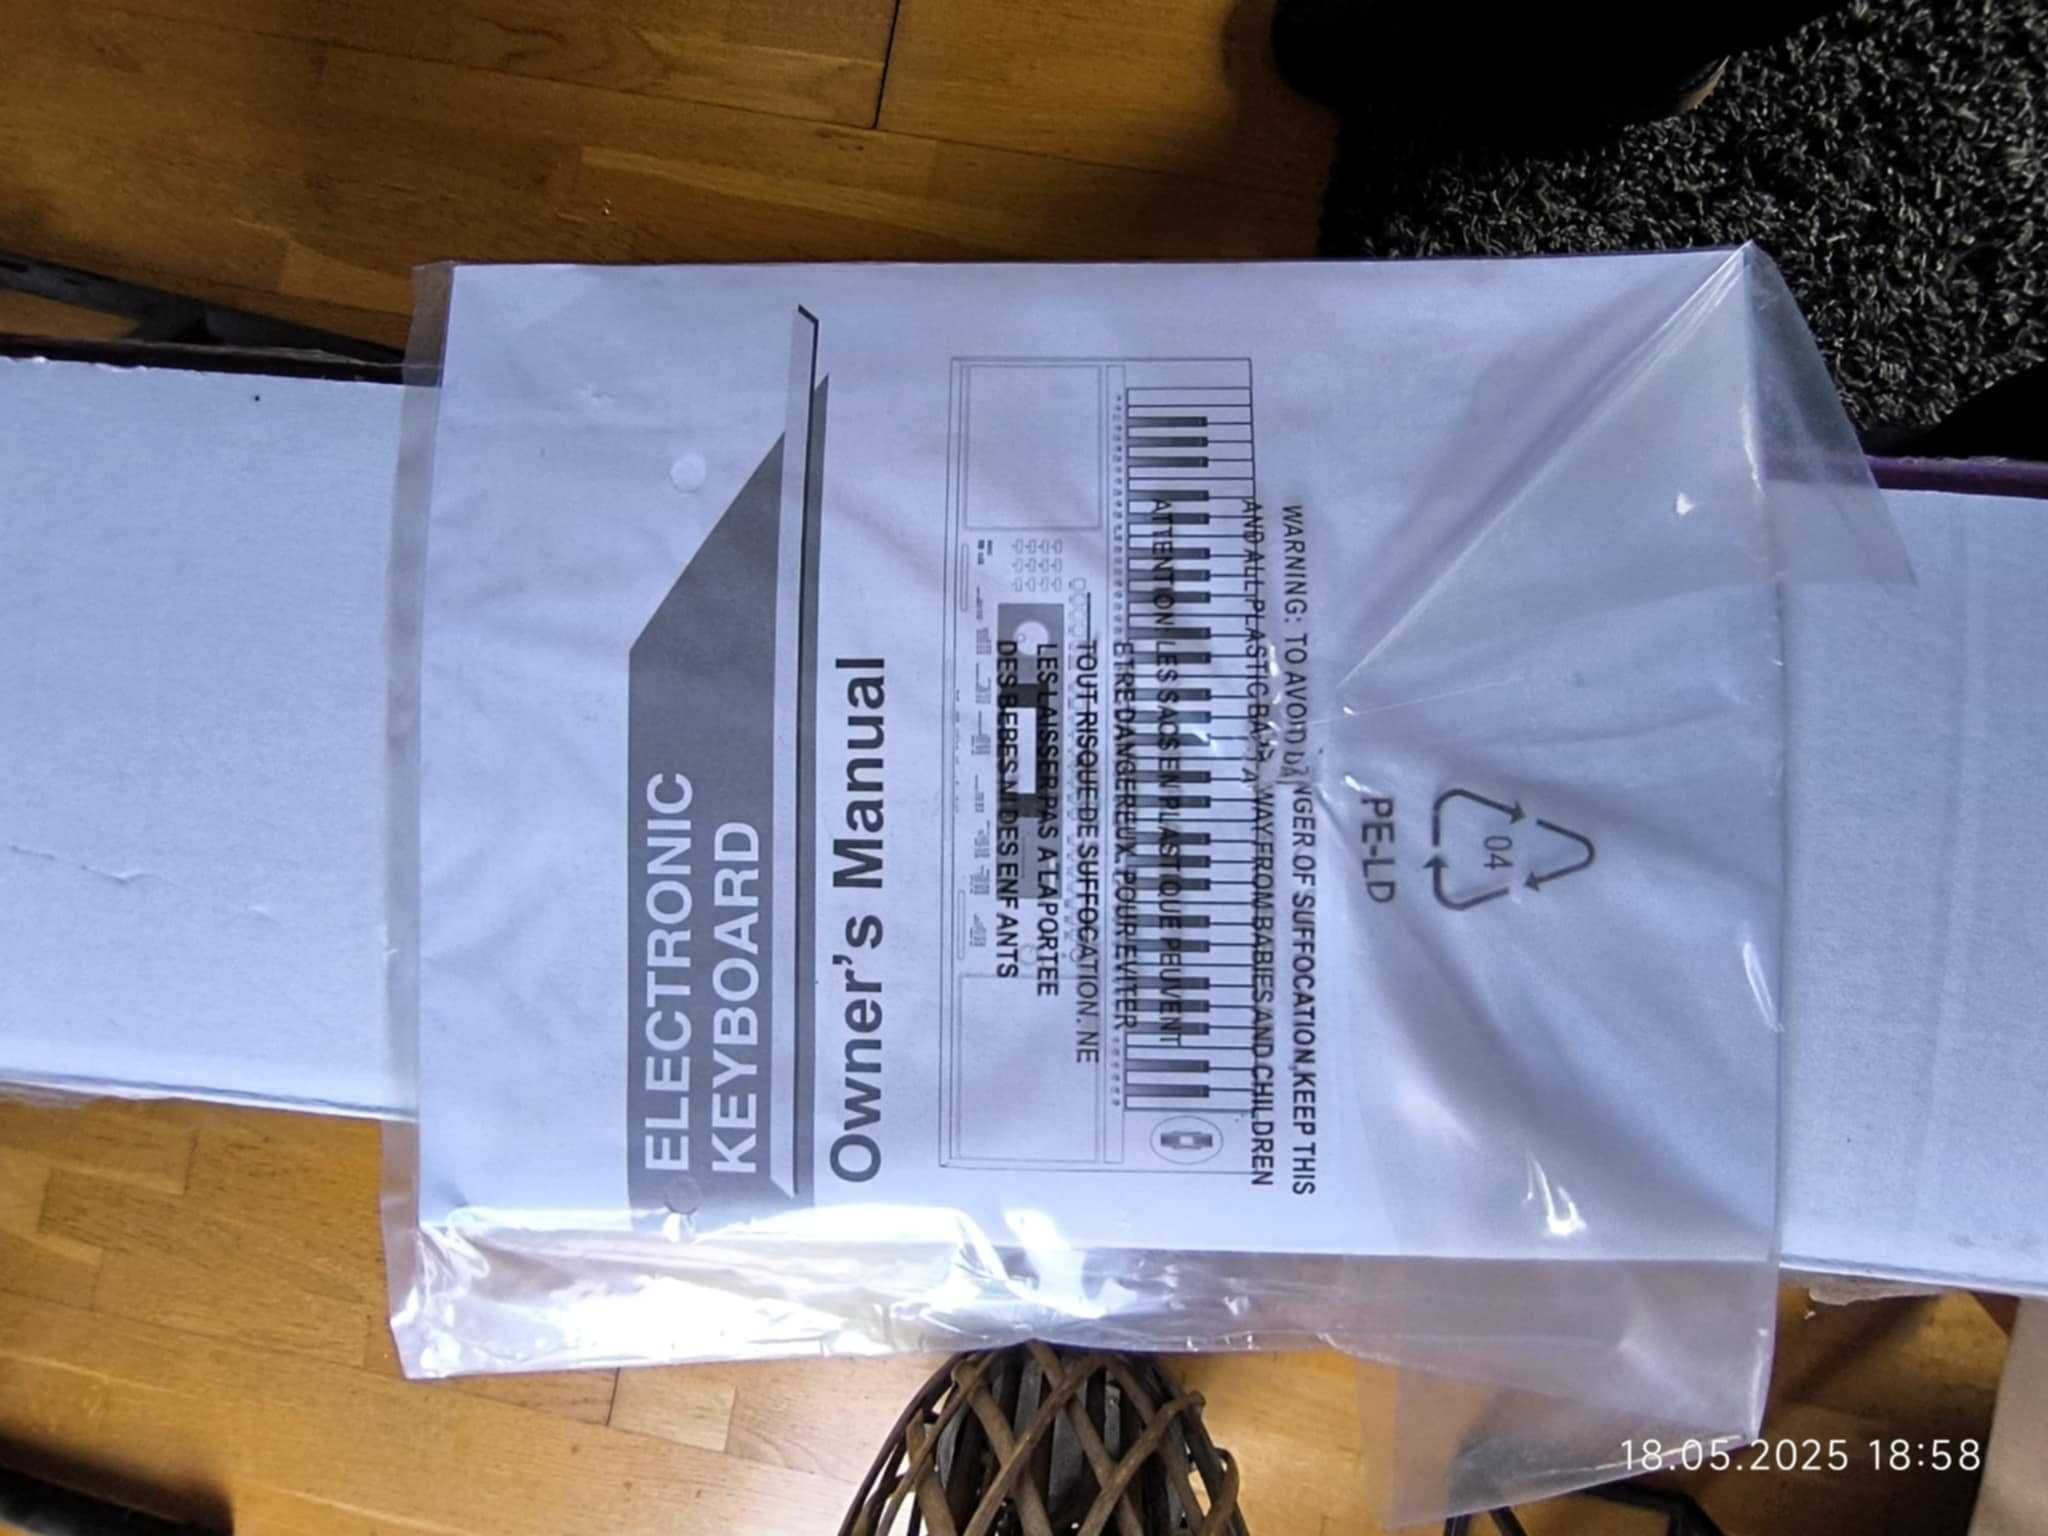 ELECTRONIC
KEYBOARD
Owner's Manual
DES BEBES NI DES ENFANTS
LES LAISSER PAS A LA PORTEE
TOUT RISQUE DE SUFFOCATION. NE
ETRE DANGEREUX. POUR EVITER
ATTENTION: LES SACS EN PLASTIQUE PEUVENT
AND ALL PLASTIC BAGS AWAY FROM BABIES AND CHILDREN
WARNING: TO AVOID DANGER OF SUFFOCATION, KEEP THIS
PE-LD
04
18.05.2025 18:58